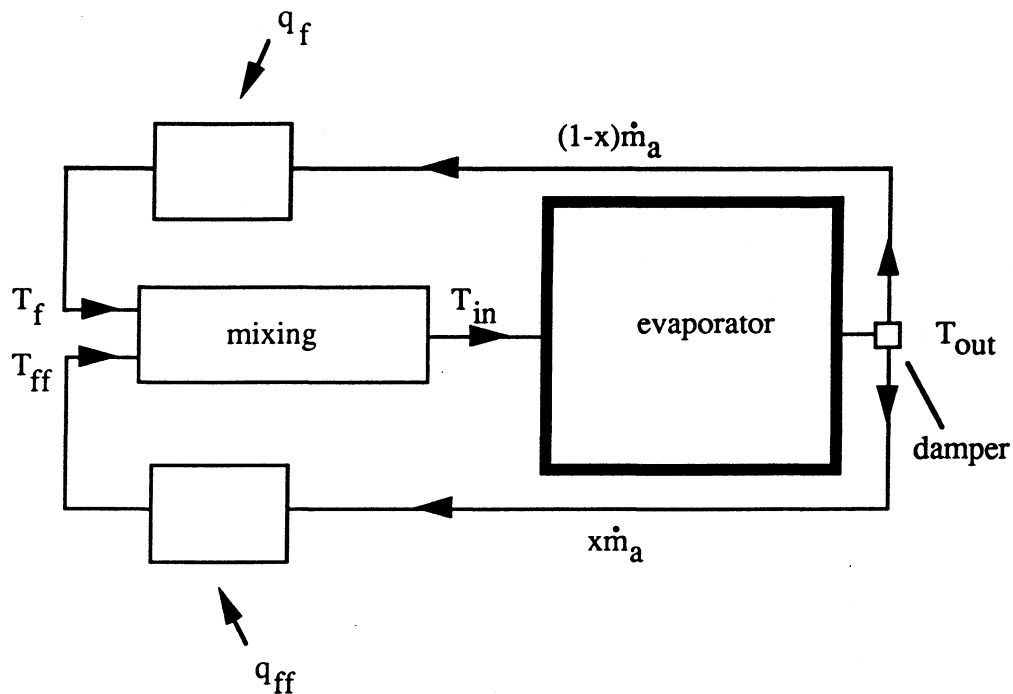 q_f
(1-x)ṁ_a
T_f
mixing
T_in
evaporator
T_out
T_ff
damper
xṁ_a
q_ff